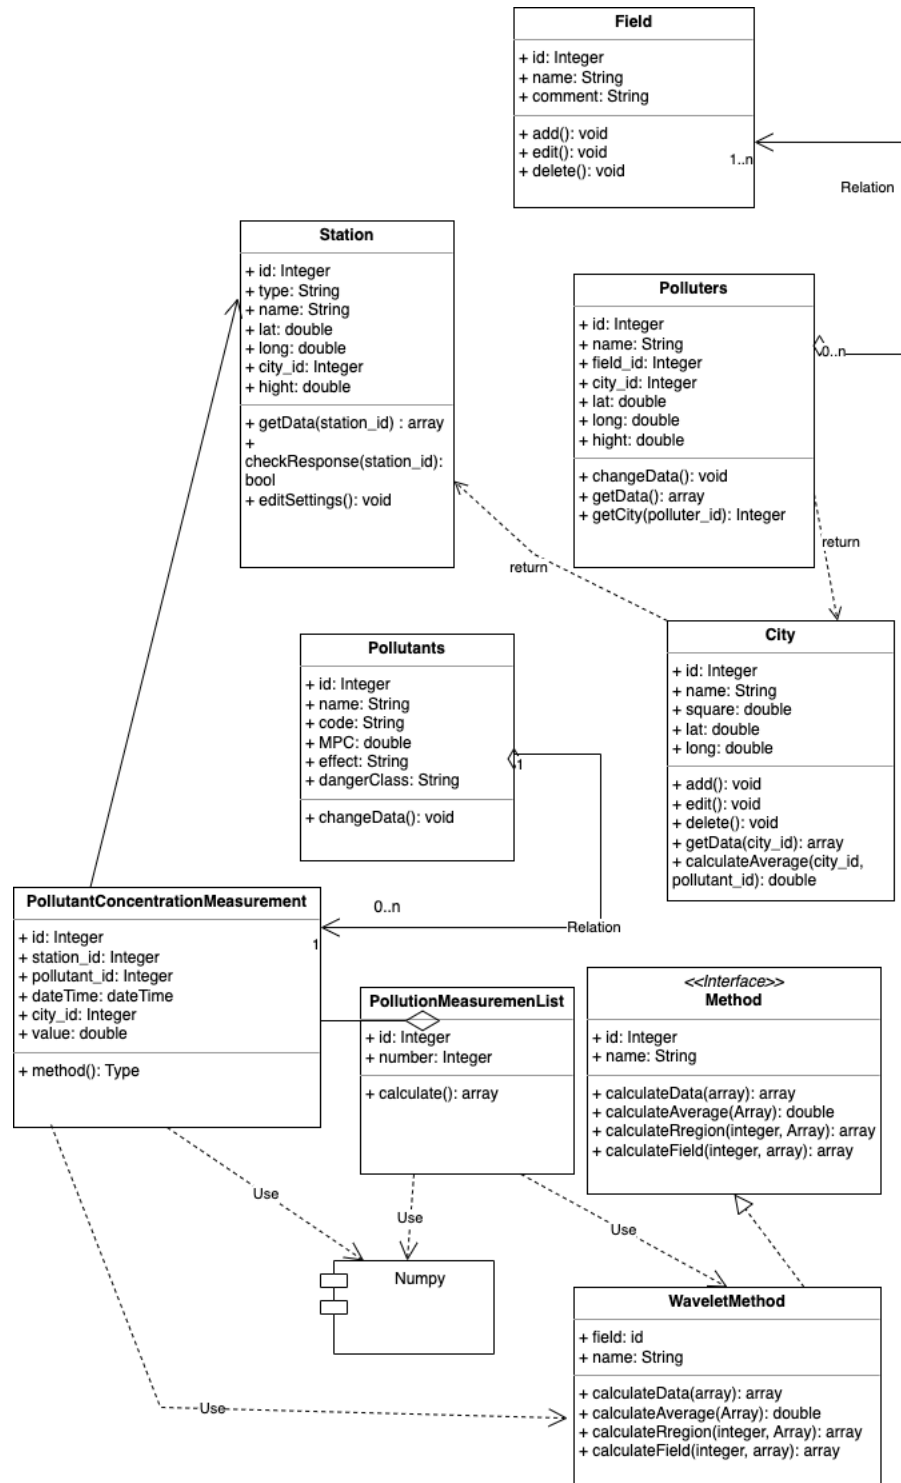 Field
+ id: Integer
+ name: String
+ comment: String
+ add(): void
+ edit(): void
+ delete(): void
1..n
Relation
Station
+ id: Integer
+ type: String
+ name: String
+ lat: double
+ long: double
+ city_id: Integer
+ hight: double
+ getData(station_id) : array
+
checkResponse(station_id):
bool
+ editSettings(): void
Polluters
+ id: Integer
+ name: String
+ field_id: Integer
+ city_id: Integer
+ lat: double
+ long: double
+ hight: double
+ changeData(): void
+ getData(): array
+ getCity(polluter_id): Integer
0..n
return
return
City
+ id: Integer
+ name: String
+ square: double
+ lat: double
+ long: double
+ add(): void
+ edit(): void
+ delete(): void
+ getData(city_id): array
+ calculateAverage(city_id,
pollutant_id): double
Pollutants
+ id: Integer
+ name: String
+ code: String
+ MPC: double
+ effect: String
+ dangerClass: String
+ changeData(): void
1
0..n
Relation
PollutantConcentrationMeasurement
+ id: Integer
+ station_id: Integer
+ pollutant_id: Integer
+ dateTime: dateTime
+ city_id: Integer
+ value: double
+ method(): Type
1
PollutionMeasuremenList
+ id: Integer
+ number: Integer
+ calculate(): array
<<Interface>>
Method
+ id: Integer
+ name: String
+ calculateData(array): array
+ calculateAverage(Array): double
+ calculateRregion(integer, Array): array
+ calculateField(integer, array): array
Use
Use
Use
Numpy
WaveletMethod
+ field: id
+ name: String
+ calculateData(array): array
+ calculateAverage(Array): double
+ calculateRregion(integer, Array): array
+ calculateField(integer, array): array
Use